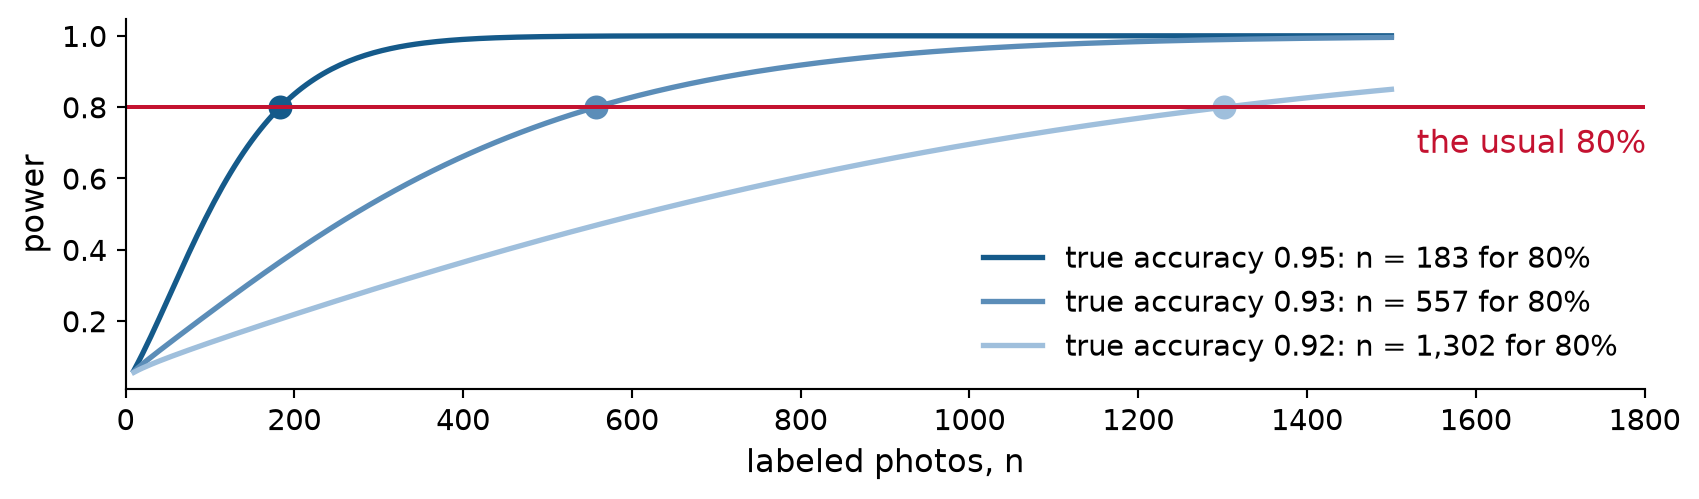 1.0
0.8
0.6
0.4
0.2
power
the usual 80%
true accuracy 0.95: n = 183 for 80%
true accuracy 0.93: n = 557 for 80%
true accuracy 0.92: n = 1,302 for 80%
0 200 400 600 800 1000 1200 1400 1600 1800
labeled photos, n